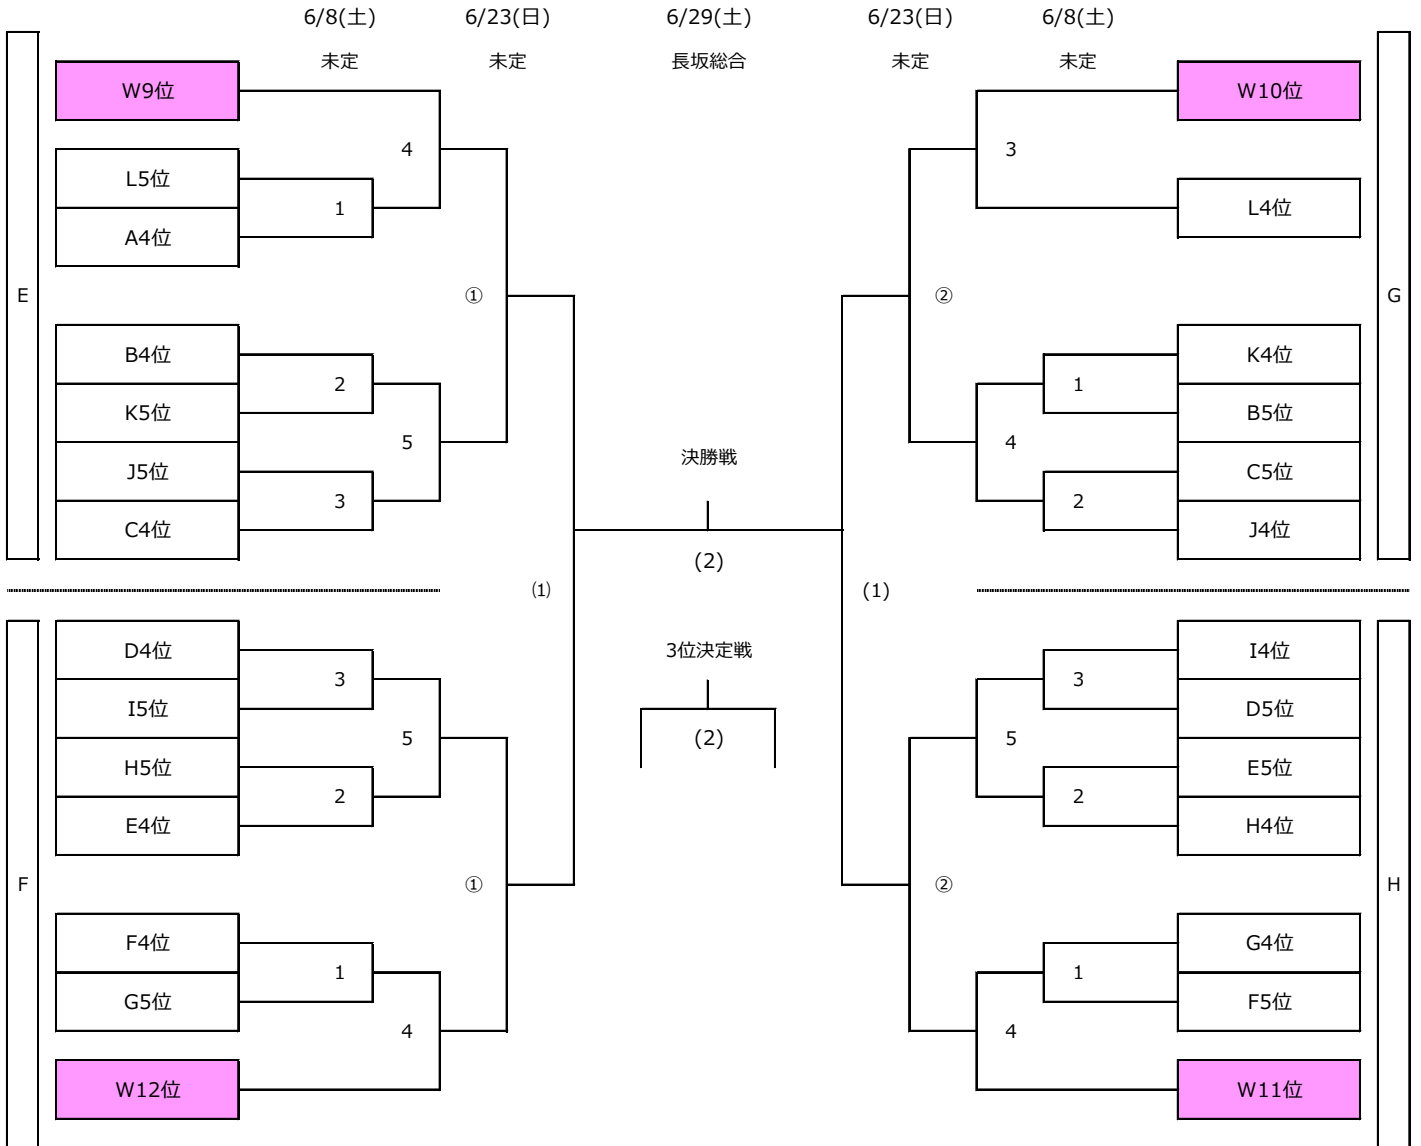 6/8(土) 6/23(日) 6/29(土) 6/23(日) 6/8(土)
未定 未定 長坂総合 未定 未定
W9位 W10位
4 3
L5位
1 L4位
A4位
E ① ② G
B4位 K4位
2 1
K5位 B5位
5 4
J5位 決勝戦 C5位
3 2
C4位 J4位
(2)
(1) (1)
D4位 3位決定戦 I4位
3 3
I5位 D5位
5 (2) 5
H5位 E5位
2 2
E4位 H4位
F ① ② H
F4位 G4位
1 1
G5位 F5位
4 4
W12位 W11位